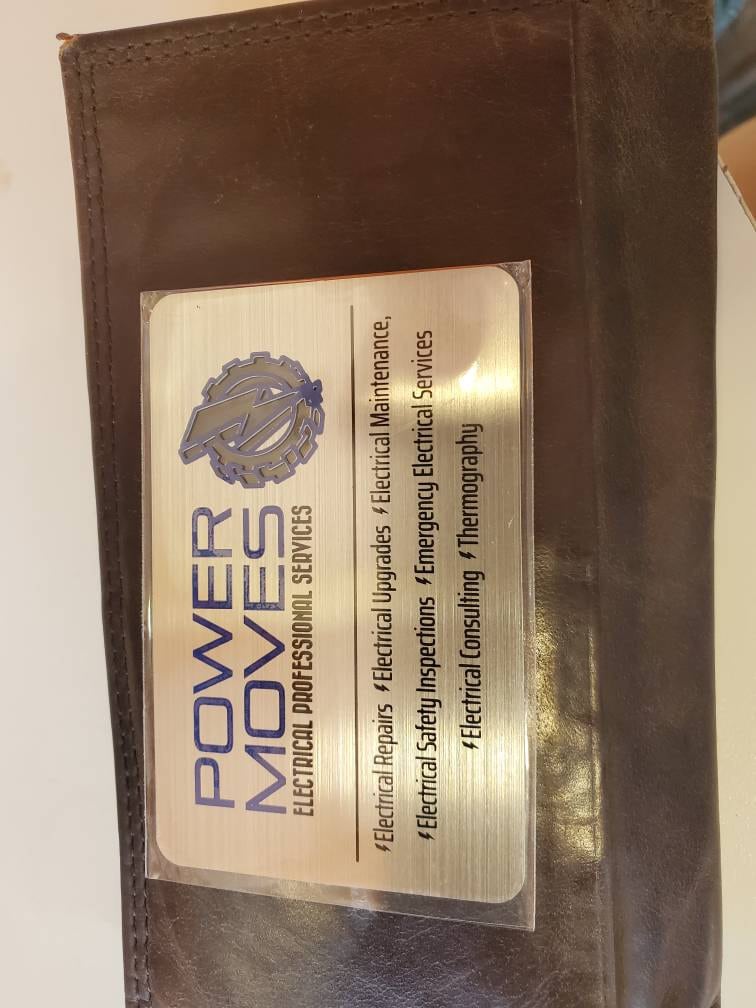 POWER
MOVES
ELECTRICAL PROFESSIONAL SERVICES
Electrical Repairs Electrical Upgrades Electrical Maintenance,
Electrical Safety Inspections Emergency Electrical Services
Electrical Consulting Thermography